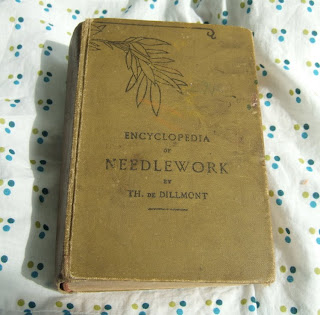 ENCYCLOPEDIA
OF
NEEDLEWORK
BY
TH. DE DILLMONT